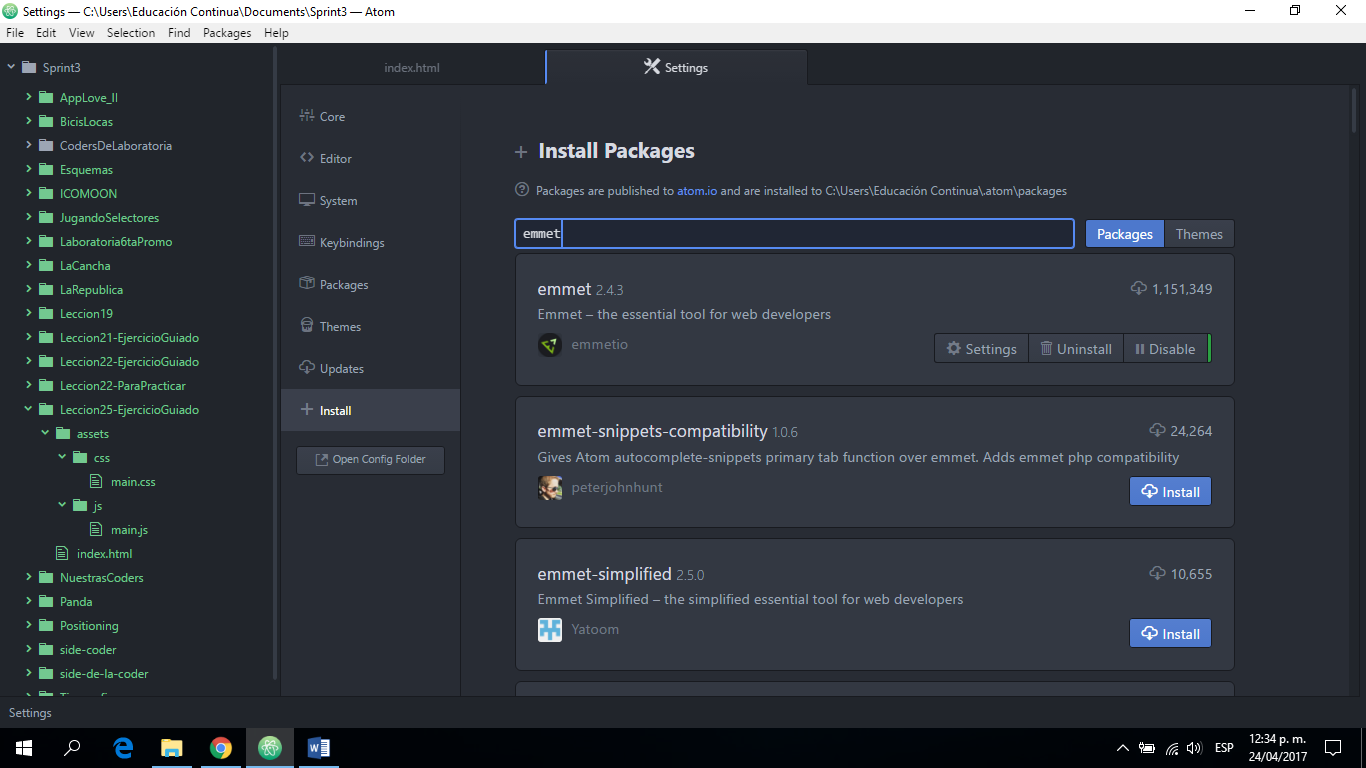 Settings — C:\Users\Educación Continua\Documents\Sprint3 — Atom
File Edit View Selection Find Packages Help
Sprint3
AppLove_II
BicisLocas
CodersDeLaboratoria
Esquemas
ICOMOON
JugandoSelectores
Laboratoria6taPromo
LaCancha
LaRepublica
Leccion19
Leccion21-EjercicioGuiado
Leccion22-EjercicioGuiado
Leccion22-ParaPracticar
Leccion25-EjercicioGuiado
assets
css
main.css
js
main.js
index.html
NuestrasCoders
Panda
Positioning
side-coder
side-de-la-coder
index.html Settings
Core
Editor
System
Keybindings
Packages
Themes
Updates
Install
Open Config Folder
Install Packages
Packages are published to atom.io and are installed to C:\Users\Educación Continua\.atom\packages
emmet Packages Themes
emmet 2.4.3 1,151,349
Emmet – the essential tool for web developers
emmetio Settings Uninstall Disable
emmet-snippets-compatibility 1.0.6 24,264
Gives Atom autocomplete-snippets primary tab function over emmet. Adds emmet php compatibility
peterjohnhunt Install
emmet-simplified 2.5.0 10,655
Emmet Simplified – the simplified essential tool for web developers
Yatoom Install
Settings
ESP 12:34 p. m.
24/04/2017